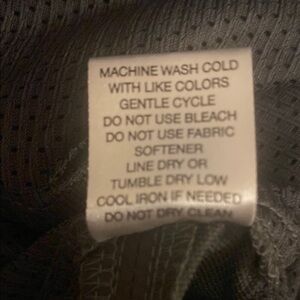 MACHINE WASH COLD
WITH LIKE COLORS
GENTLE CYCLE
DO NOT USE BLEACH
DO NOT USE FABRIC
SOFTENER
LINE DRY OR
TUMBLE DRY LOW
COOL IRON IF NEEDED
DO NOT DRY CLEAN